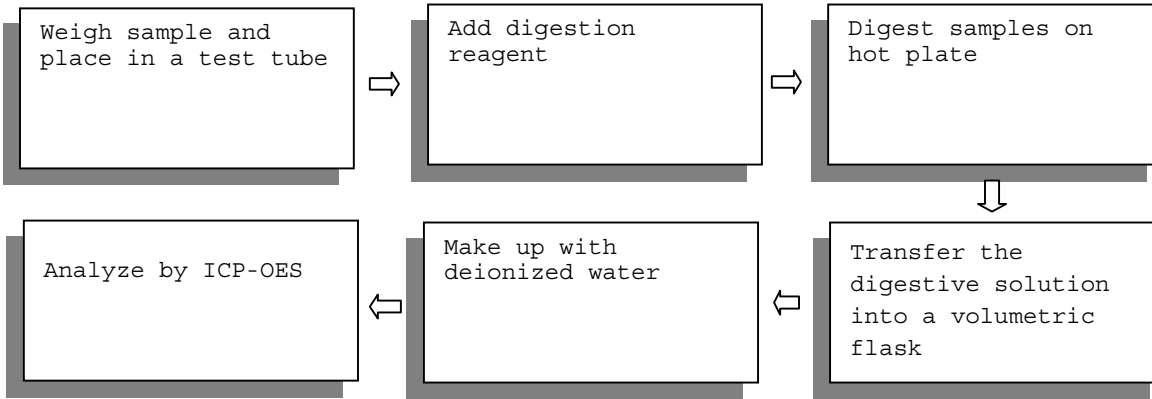 Weigh sample and
place in a test tube
Add digestion
reagent
Digest samples on
hot plate
Transfer the
digestive solution
into a volumetric
flask
Make up with
deionized water
Analyze by ICP-OES